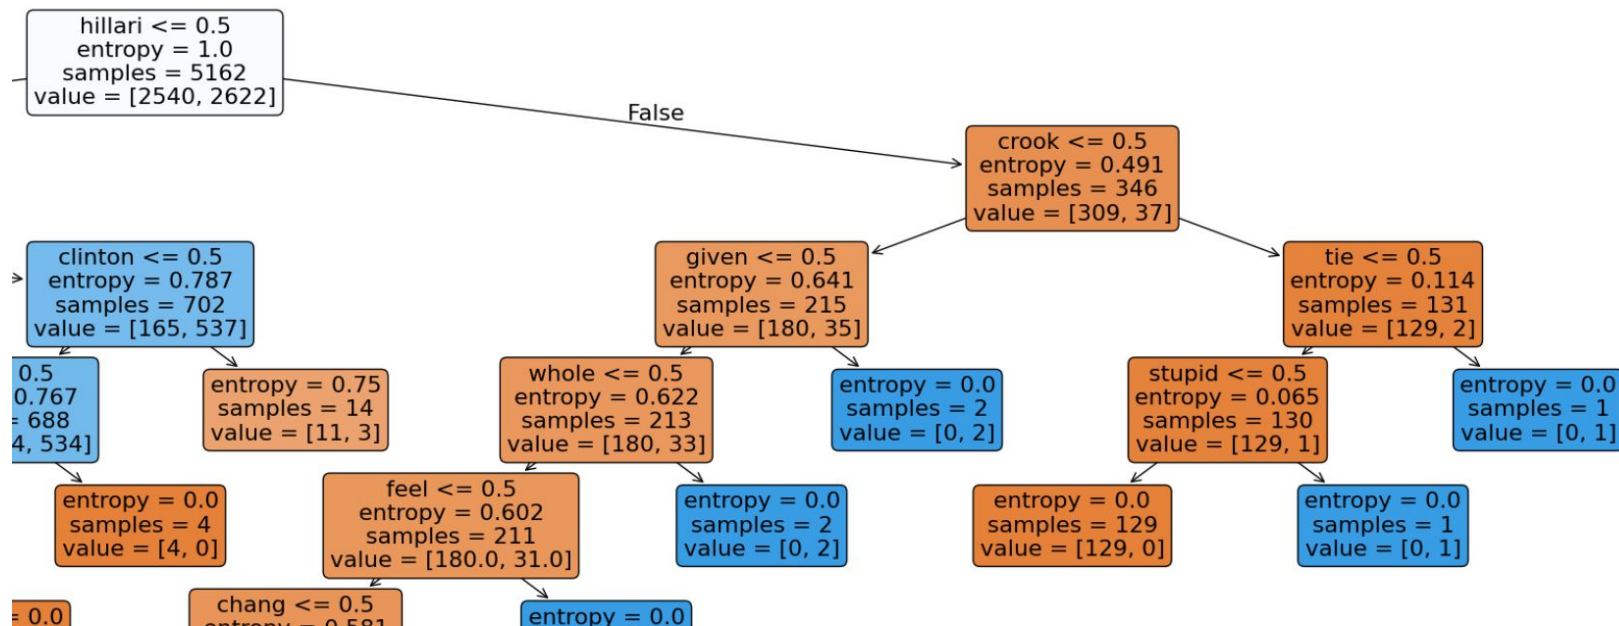 hillari <= 0.5
entropy = 1.0
samples = 5162
value = [2540, 2622]
False
crook <= 0.5
entropy = 0.491
samples = 346
value = [309, 37]
clinton <= 0.5
entropy = 0.787
samples = 702
value = [165, 537]
given <= 0.5
entropy = 0.641
samples = 215
value = [180, 35]
tie <= 0.5
entropy = 0.114
samples = 131
value = [129, 2]
0.5
0.767
= 688
4, 534]
entropy = 0.75
samples = 14
value = [11, 3]
whole <= 0.5
entropy = 0.622
samples = 213
value = [180, 33]
entropy = 0.0
samples = 2
value = [0, 2]
stupid <= 0.5
entropy = 0.065
samples = 130
value = [129, 1]
entropy = 0.0
samples = 1
value = [0, 1]
entropy = 0.0
samples = 4
value = [4, 0]
feel <= 0.5
entropy = 0.602
samples = 211
value = [180.0, 31.0]
entropy = 0.0
samples = 2
value = [0, 2]
entropy = 0.0
samples = 129
value = [129, 0]
entropy = 0.0
samples = 1
value = [0, 1]
= 0.0
chang <= 0.5
entropy = 0.581
entropy = 0.0